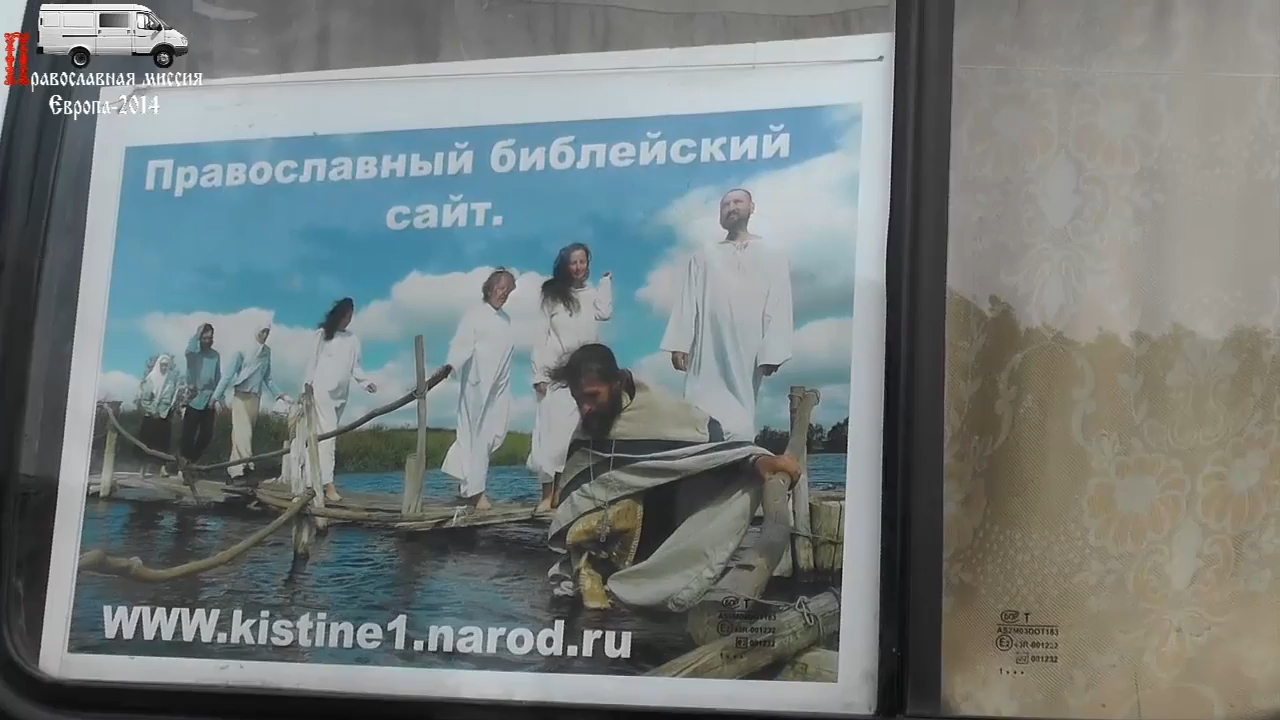 Православная миссия
Европа-2014
Православный библейский
сайт.
www.kistine1.narod.ru